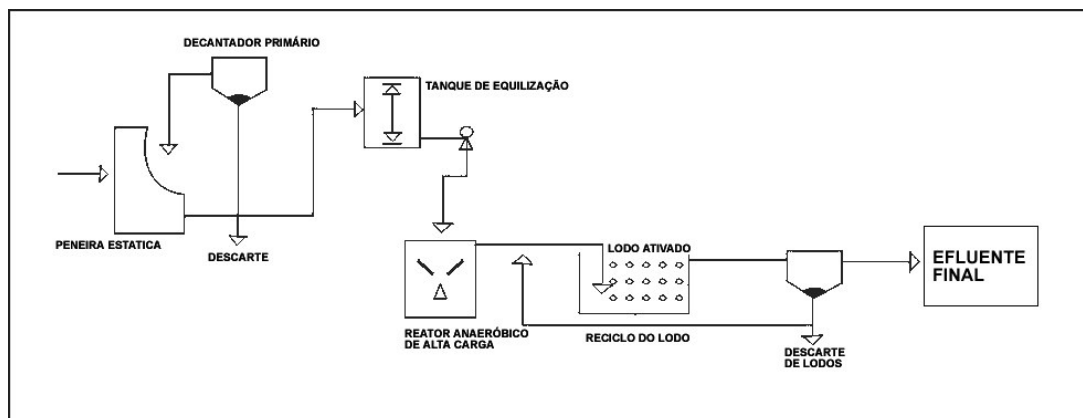 DECANTADOR PRIMÁRIO
TANQUE DE EQUILIZAÇÃO
PENEIRA ESTATICA
DESCARTE
LODO ATIVADO
EFLUENTE
FINAL
REATOR ANAERÓBICO
DE ALTA CARGA
RECICLO DO LODO
DESCARTE
DE LODOS